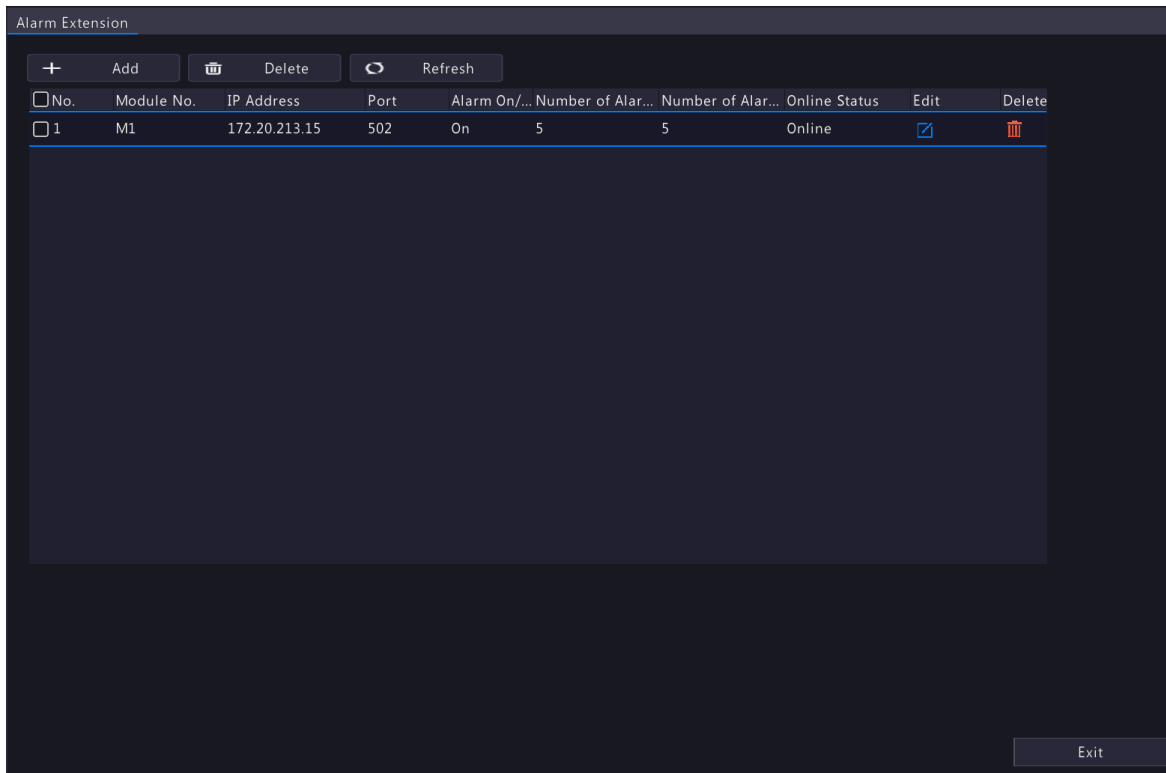 Alarm Extension
Add Delete Refresh
No. Module No. IP Address Port Alarm On/... Number of Alar... Number of Alar... Online Status Edit Delete
1 M1 172.20.213.15 502 On 5 5 Online
Exit